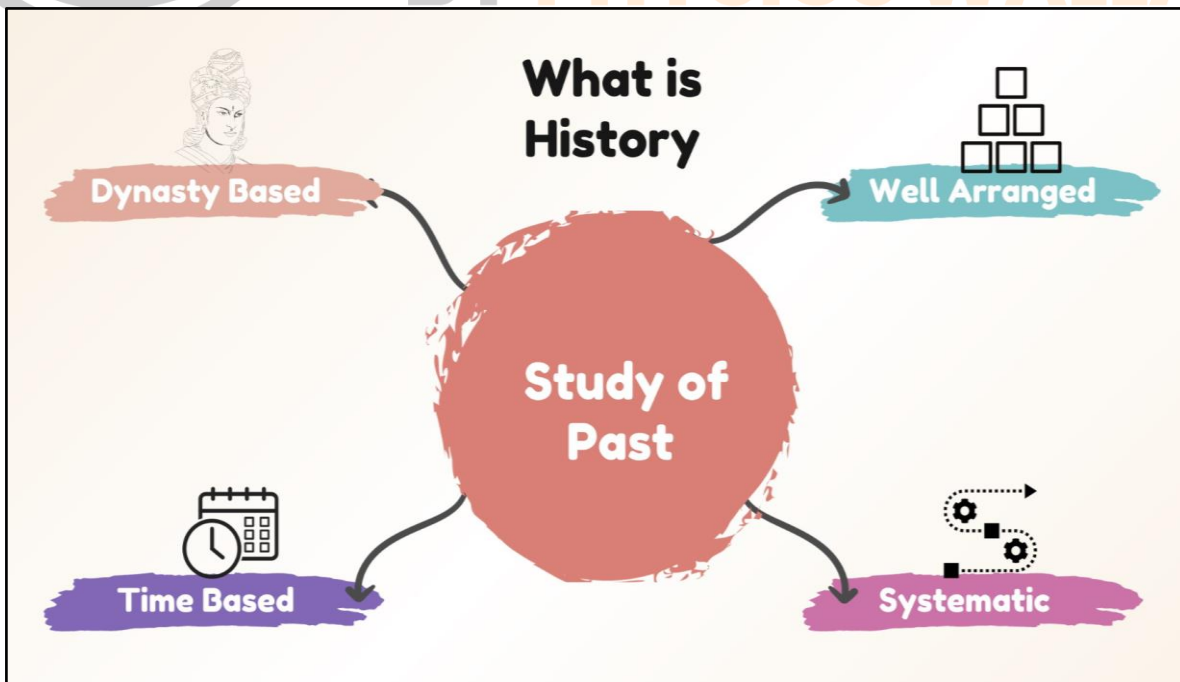 What is
History
Dynasty Based
Well Arranged
Study of
Past
Time Based
Systematic